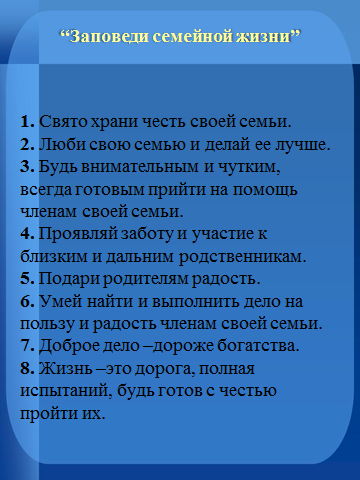 “Заповеди семейной жизни”
1. Свято храни честь своей семьи.
2. Люби свою семью и делай ее лучше.
3. Будь внимательным и чутким,
всегда готовым прийти на помощь
членам своей семьи.
4. Проявляй заботу и участие к
близким и дальним родственникам.
5. Подари родителям радость.
6. Умей найти и выполнить дело на
пользу и радость членам своей семьи.
7. Доброе дело –дороже богатства.
8. Жизнь –это дорога, полная
испытаний, будь готов с честью
пройти их.